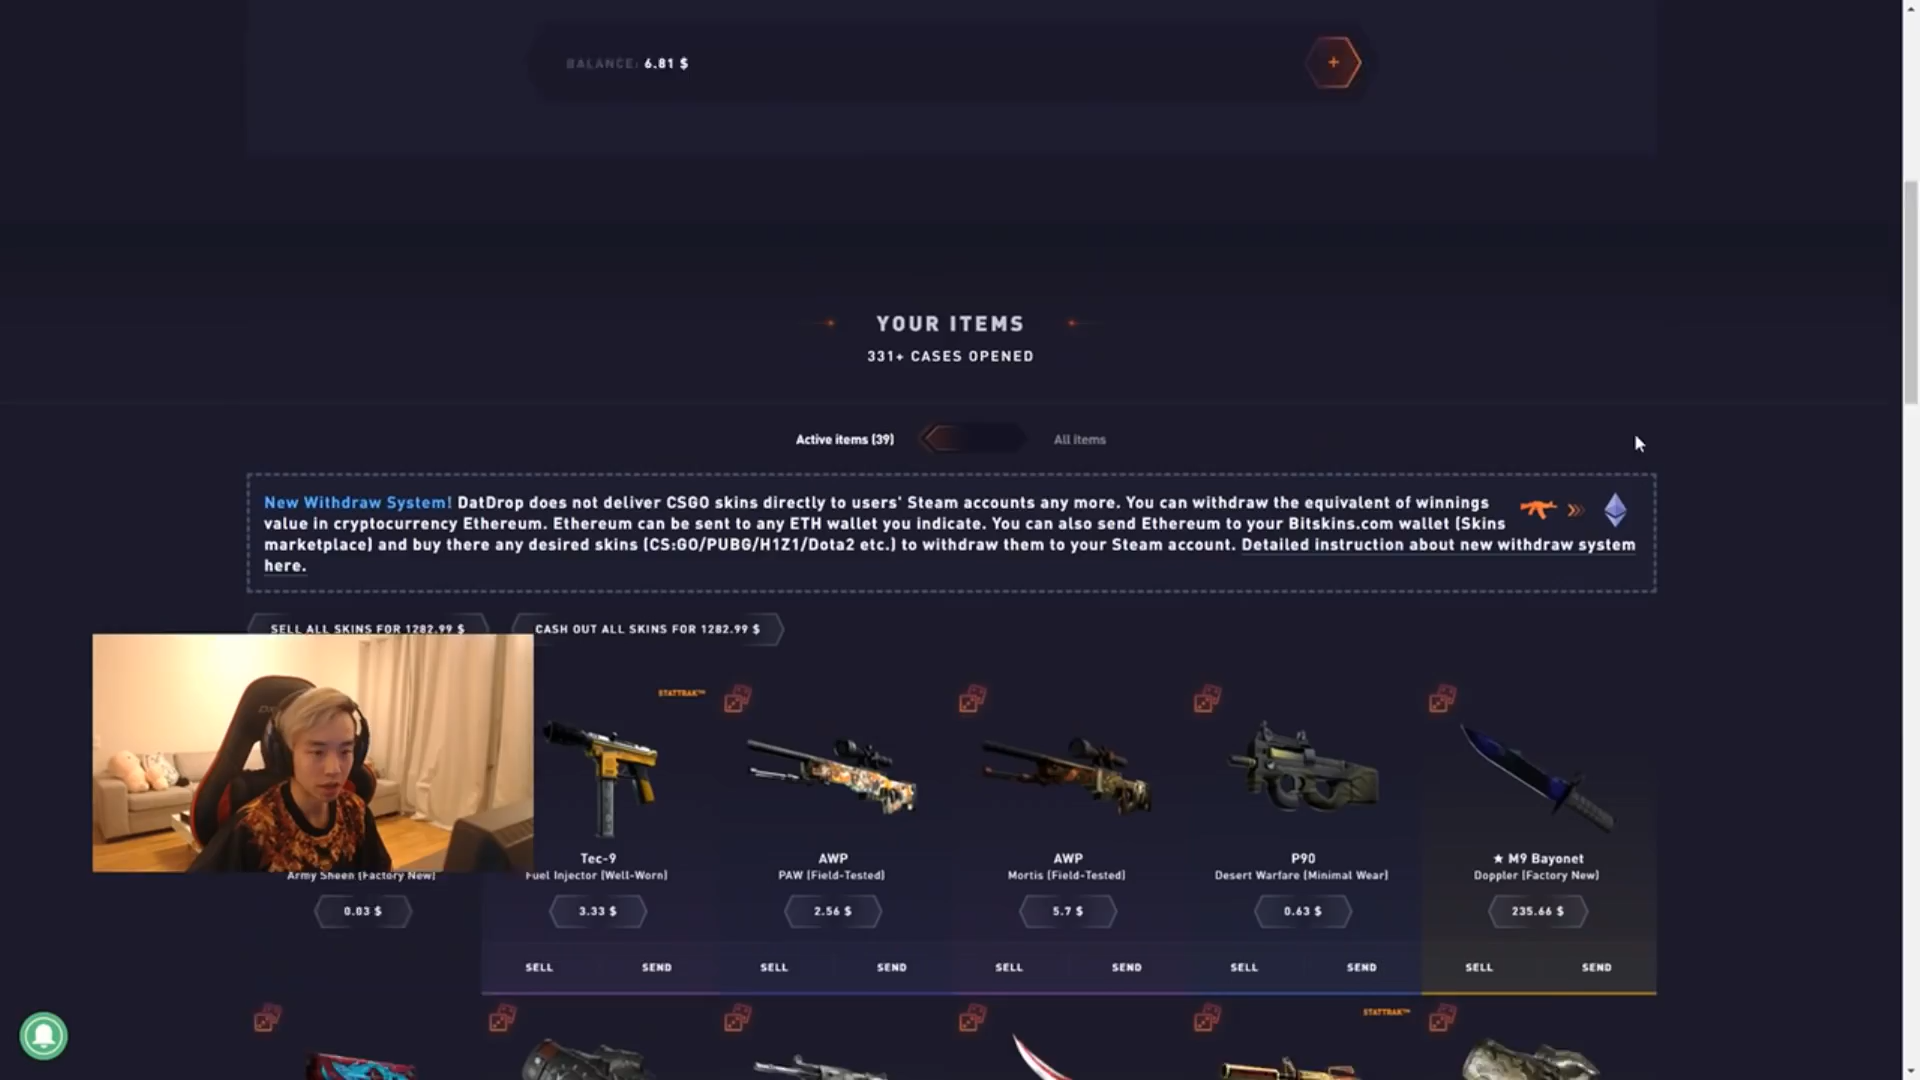 BALANCE: 6.81 $
+
YOUR ITEMS
331+ CASES OPENED
Active items (39)
All items
New Withdraw System! DatDrop does not deliver CSGO skins directly to users' Steam accounts any more. You can withdraw the equivalent of winnings
value in cryptocurrency Ethereum. Ethereum can be sent to any ETH wallet you indicate. You can also send Ethereum to your Bitskins.com wallet (Skins
marketplace) and buy there any desired skins (CS:GO/PUBG/H1Z1/Dota2 etc.) to withdraw them to your Steam account. Detailed instruction about new withdraw system
here.
SELL ALL SKINS FOR 1282.99 $
CASH OUT ALL SKINS FOR 1282.99 $
STATTRAK™
Tec-9
AWP
AWP
P90
★ M9 Bayonet
Army Sheen (Factory New)
Fuel Injector (Well-Worn)
PAW (Field-Tested)
Mortis (Field-Tested)
Desert Warfare (Minimal Wear)
Doppler (Factory New)
0.03 $
3.33 $
2.56 $
5.7 $
0.63 $
235.66 $
SELL
SEND
SELL
SEND
SELL
SEND
SELL
SEND
SELL
SEND
STATTRAK™